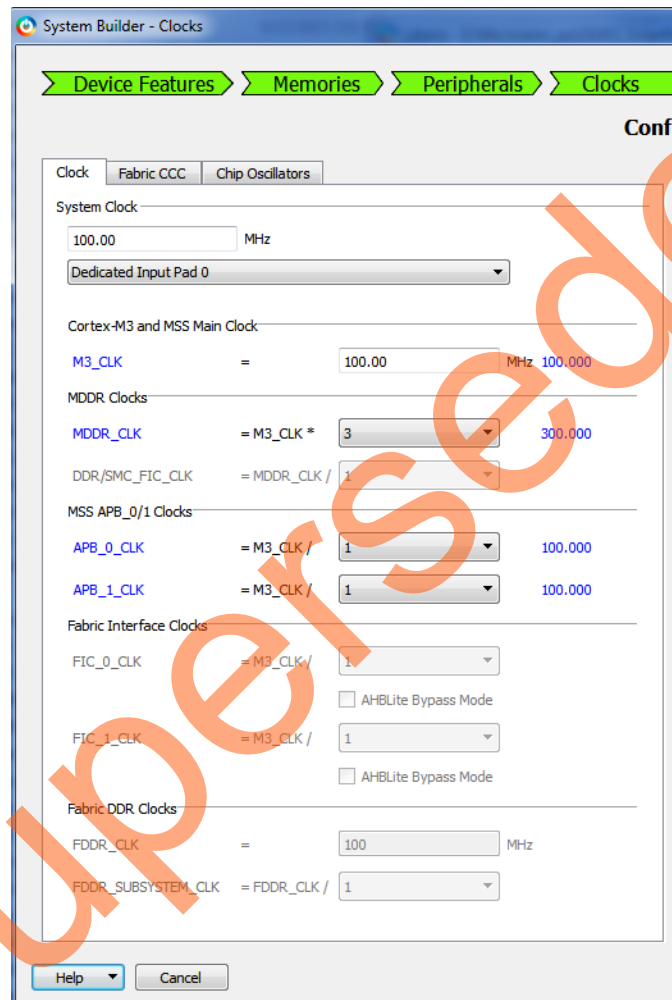 System Builder - Clocks
Device Features Memories Peripherals Clocks
Conf
Clock Fabric CCC Chip Oscillators
System Clock
100.00 MHz
Dedicated Input Pad 0
Cortex-M3 and MSS Main Clock
M3_CLK = 100.00 MHz 100.000
MDDR Clocks
MDDR_CLK = M3_CLK * 3 300.000
DDR/SMC_FIC_CLK = MDDR_CLK / 1
MSS APB_0/1 Clocks
APB_0_CLK = M3_CLK / 1 100.000
APB_1_CLK = M3_CLK / 1 100.000
Fabric Interface Clocks
FIC_0_CLK = M3_CLK / 1
AHBLite Bypass Mode
FIC_1_CLK = M3_CLK / 1
AHBLite Bypass Mode
Fabric DDR Clocks
FDDR_CLK = 100 MHz
FDDR_SUBSYSTEM_CLK = FDDR_CLK / 1
Help Cancel
uperseded